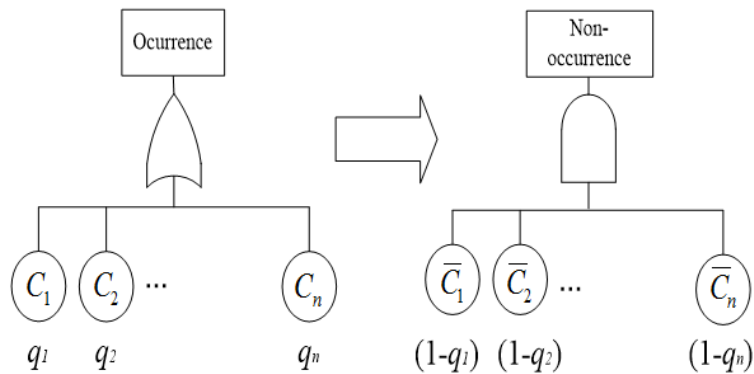 Ocurrence
Non-
occurrence
C₁ C₂ ... Cₙ
q₁ q₂ qₙ
C̅₁ C̅₂ ... C̅ₙ
(1-q₁) (1-q₂) (1-qₙ)